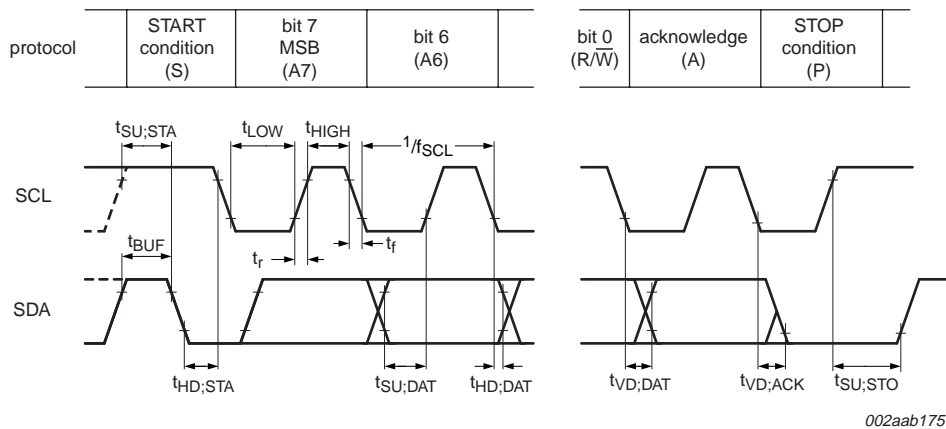 protocol
START
condition
(S)
bit 7
MSB
(A7)
bit 6
(A6)
bit 0
(R/W̅)
acknowledge
(A)
STOP
condition
(P)
tSU;STA
tLOW
tHIGH
1/fSCL
SCL
tBUF
tr
tf
SDA
tHD;STA
tSU;DAT
tHD;DAT
tVD;DAT
tVD;ACK
tSU;STO
002aab175